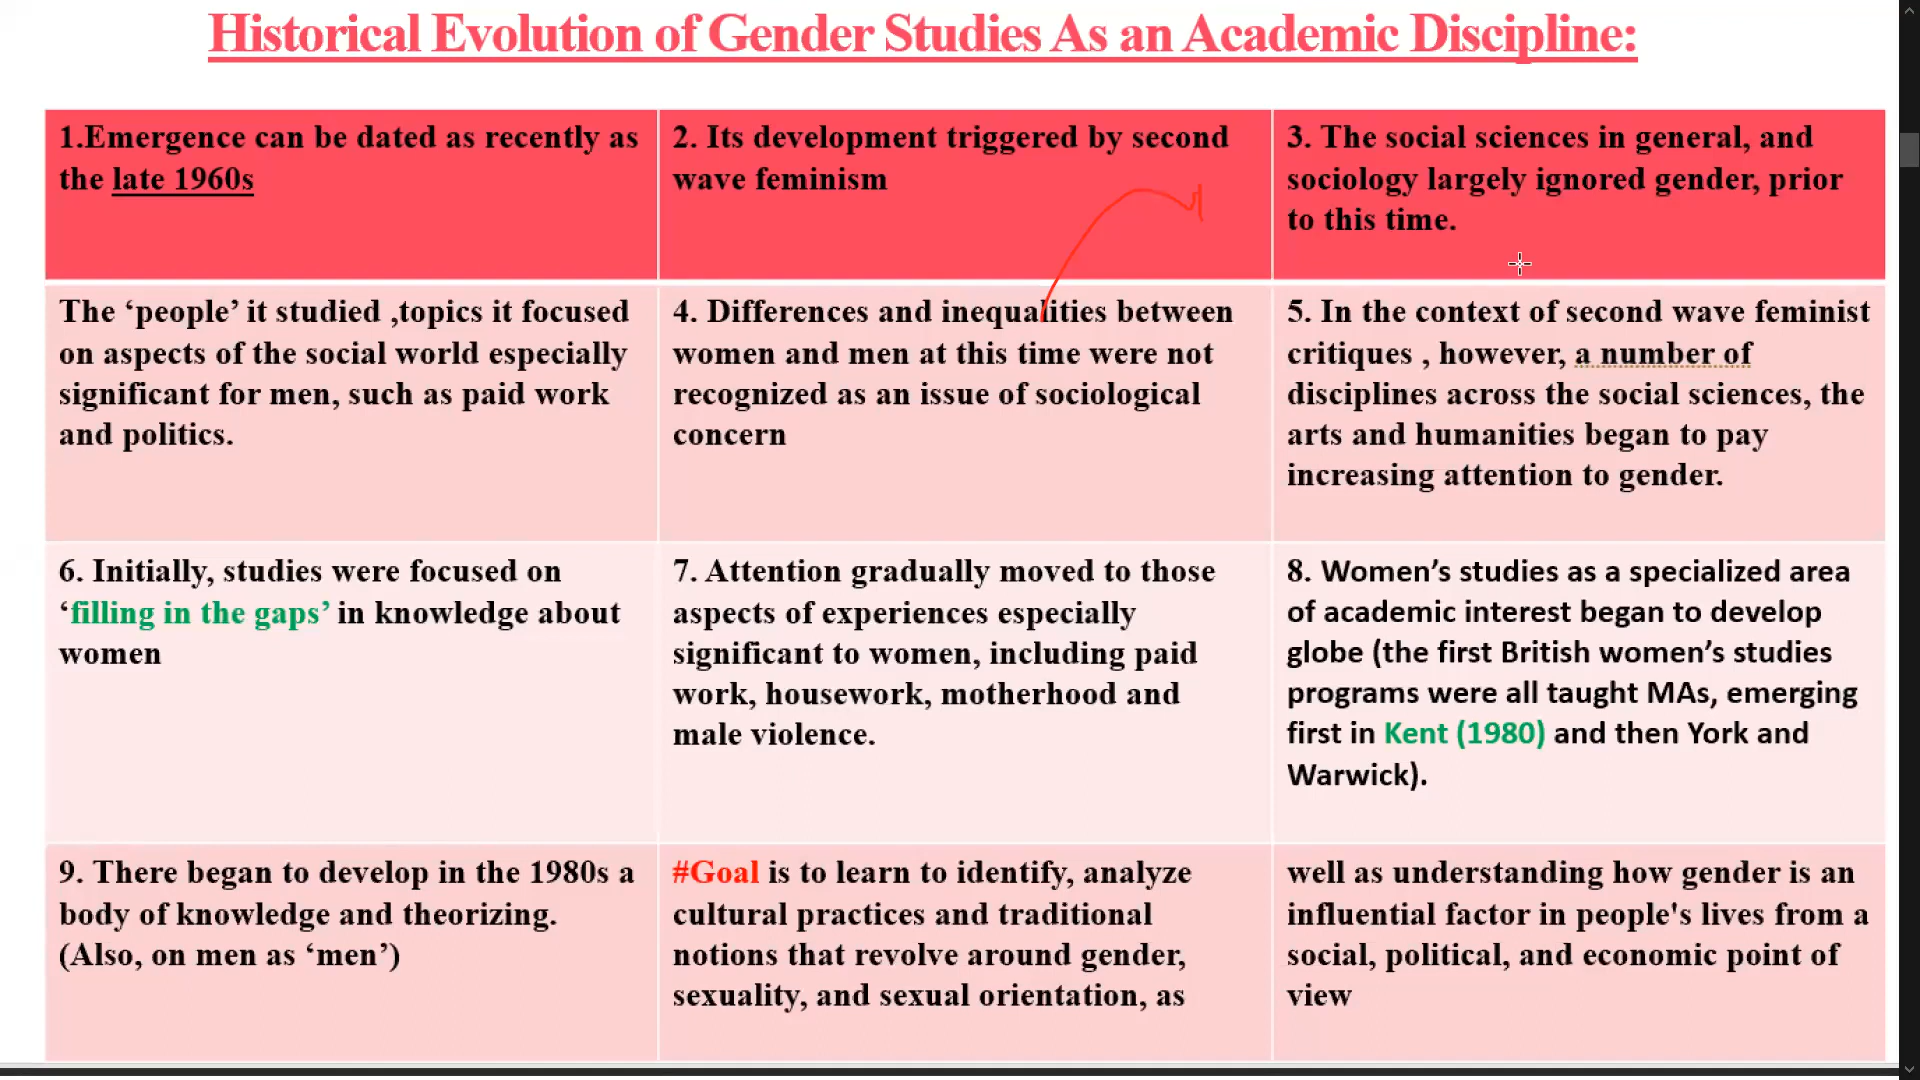 Historical Evolution of Gender Studies As an Academic Discipline:
1.Emergence can be dated as recently as
the late 1960s
2. Its development triggered by second
wave feminism
3. The social sciences in general, and
sociology largely ignored gender, prior
to this time.
The ‘people’ it studied ,topics it focused
on aspects of the social world especially
significant for men, such as paid work
and politics.
4. Differences and inequalities between
women and men at this time were not
recognized as an issue of sociological
concern
5. In the context of second wave feminist
critiques , however, a number of
disciplines across the social sciences, the
arts and humanities began to pay
increasing attention to gender.
6. Initially, studies were focused on
‘filling in the gaps’ in knowledge about
women
7. Attention gradually moved to those
aspects of experiences especially
significant to women, including paid
work, housework, motherhood and
male violence.
8. Women’s studies as a specialized area
of academic interest began to develop
globe (the first British women’s studies
programs were all taught MAs, emerging
first in Kent (1980) and then York and
Warwick).
9. There began to develop in the 1980s a
body of knowledge and theorizing.
(Also, on men as ‘men’)
#Goal is to learn to identify, analyze
cultural practices and traditional
notions that revolve around gender,
sexuality, and sexual orientation, as
well as understanding how gender is an
influential factor in people's lives from a
social, political, and economic point of
view